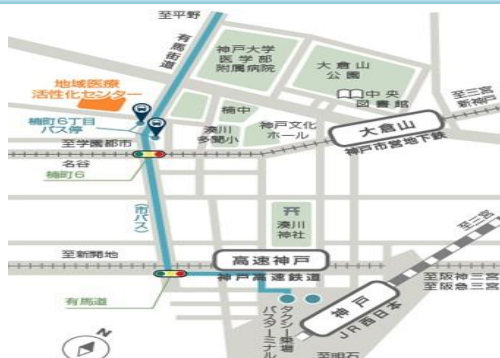 至平野
有馬街道
神戸大学
医学部
附属病院
大倉山
公園
地域医療
活性化センター
中央
図書館
至三宮
新神戸
楠町6丁目
バス停
楠中
湊川
多聞小
神戸文化
ホール
大倉山
神戸市営地下鉄
至学園都市
名谷
楠町6
(市バス)
湊川
神社
至三宮
至新開地
高速神戸
神戸高速鉄道
至阪神三宮
至阪急三宮
有馬道
神戸
JR西日本
タクシー乗場
バスターミナル
至明石
N